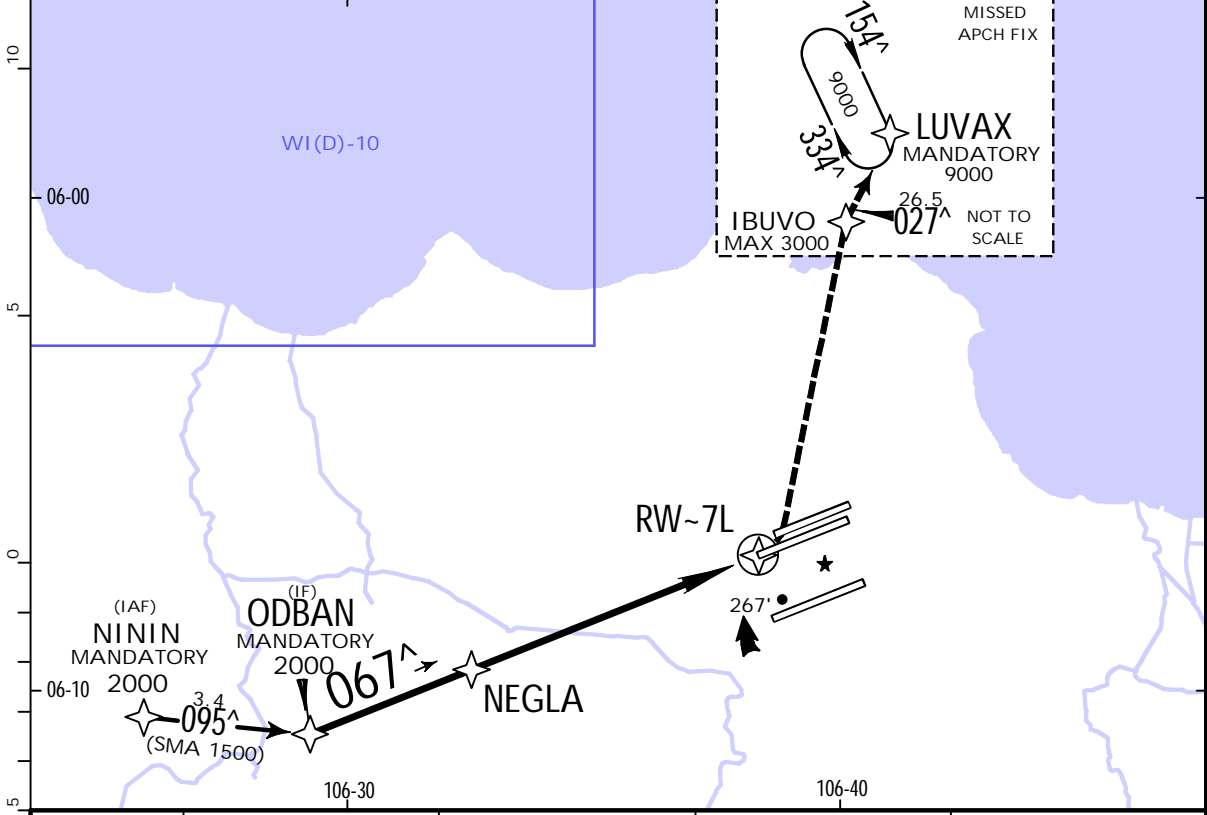 MISSED
APCH FIX
154^
9000
334^
LUVAX
MANDATORY
9000
26.5
027^
NOT TO
SCALE
IBUVO
MAX 3000
WI(D)-10
10
06-00
5
RW~7L
267'
0
(IAF)
NININ
MANDATORY
2000
(IF)
ODBAN
MANDATORY
2000
067^
NEGLA
06-10
3.4
095^
(SMA 1500)
5
106-30
106-40